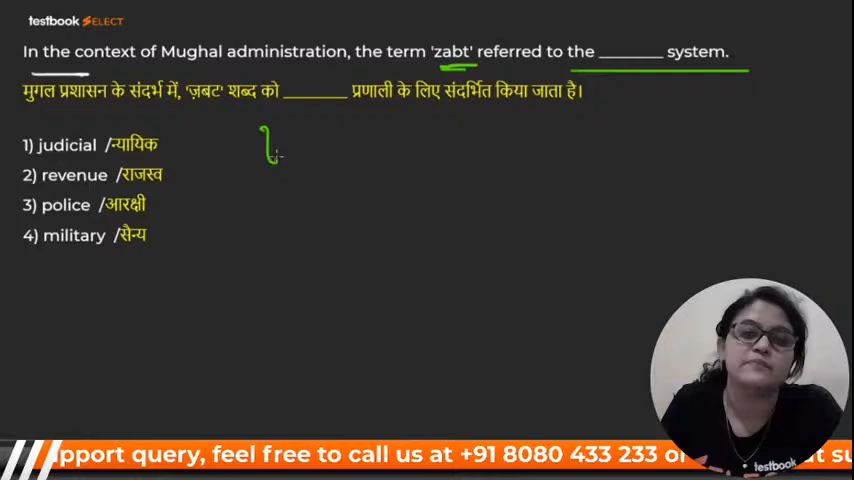 testbook SELECT
In the context of Mughal administration, the term 'zabt' referred to the ________ system.
मुगल प्रशासन के संदर्भ में, 'ज़बट' शब्द को ________ प्रणाली के लिए संदर्भित किया जाता है।
1) judicial /न्यायिक
2) revenue /राजस्व
3) police /आरक्षी
4) military /सैन्य
testbook
pport query, feel free to call us at +91 8080 433 233 or at su